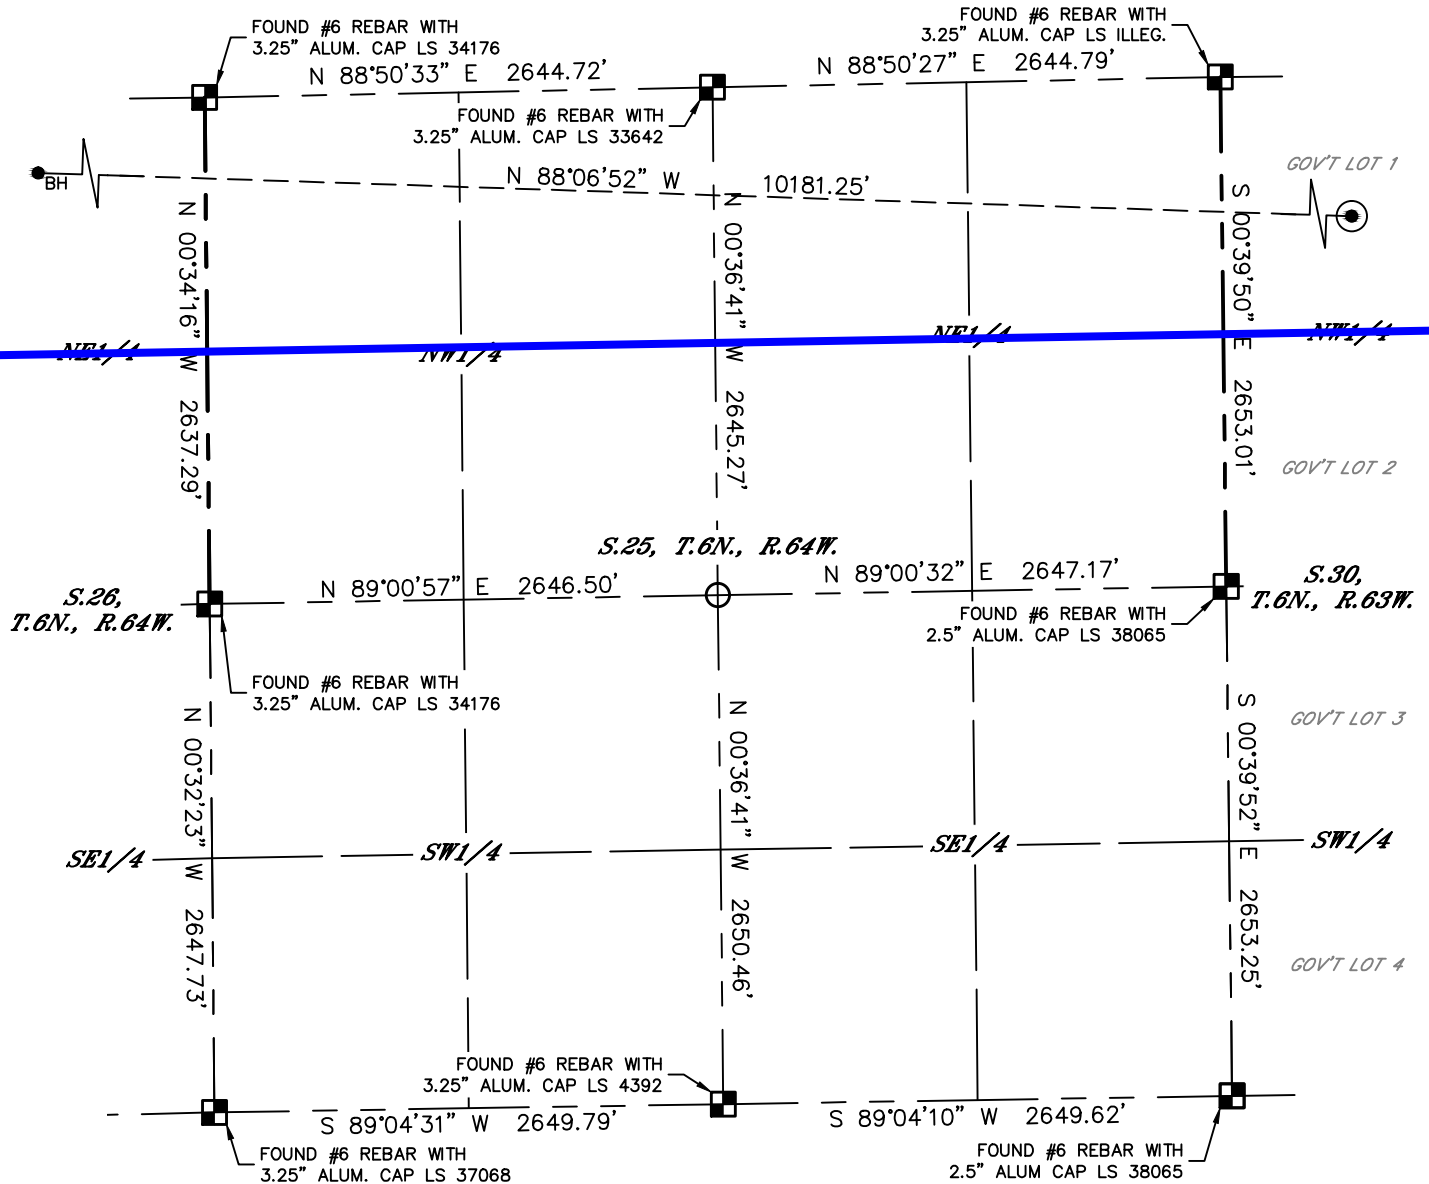 FOUND #6 REBAR WITH
3.25" ALUM. CAP LS 34176
FOUND #6 REBAR WITH
3.25" ALUM. CAP LS ILLEG.
N 88°50'33" E 2644.72'
N 88°50'27" E 2644.79'
FOUND #6 REBAR WITH
3.25" ALUM. CAP LS 33642
GOV'T LOT 1
BH
N 88°06'52" W 10181.25'
N 00°34'16" W 2637.29'
N 00°36'41" W 2645.27'
S 00°39'50" E 2653.01'
NE1/4
NW1/4
NE1/4
NW1/4
GOV'T LOT 2
S.25, T.6N., R.64W.
N 89°00'57" E 2646.50'
N 89°00'32" E 2647.17'
S.26,
T.6N., R.64W.
S.30,
T.6N., R.63W.
FOUND #6 REBAR WITH
2.5" ALUM. CAP LS 38065
FOUND #6 REBAR WITH
3.25" ALUM. CAP LS 34176
GOV'T LOT 3
N 00°32'23" W 2647.73'
N 00°36'41" W 2650.46'
S 00°39'52" E 2653.25'
SE1/4
SW1/4
SE1/4
SW1/4
GOV'T LOT 4
FOUND #6 REBAR WITH
3.25" ALUM. CAP LS 4392
S 89°04'31" W 2649.79'
S 89°04'10" W 2649.62'
FOUND #6 REBAR WITH
3.25" ALUM. CAP LS 37068
FOUND #6 REBAR WITH
2.5" ALUM CAP LS 38065